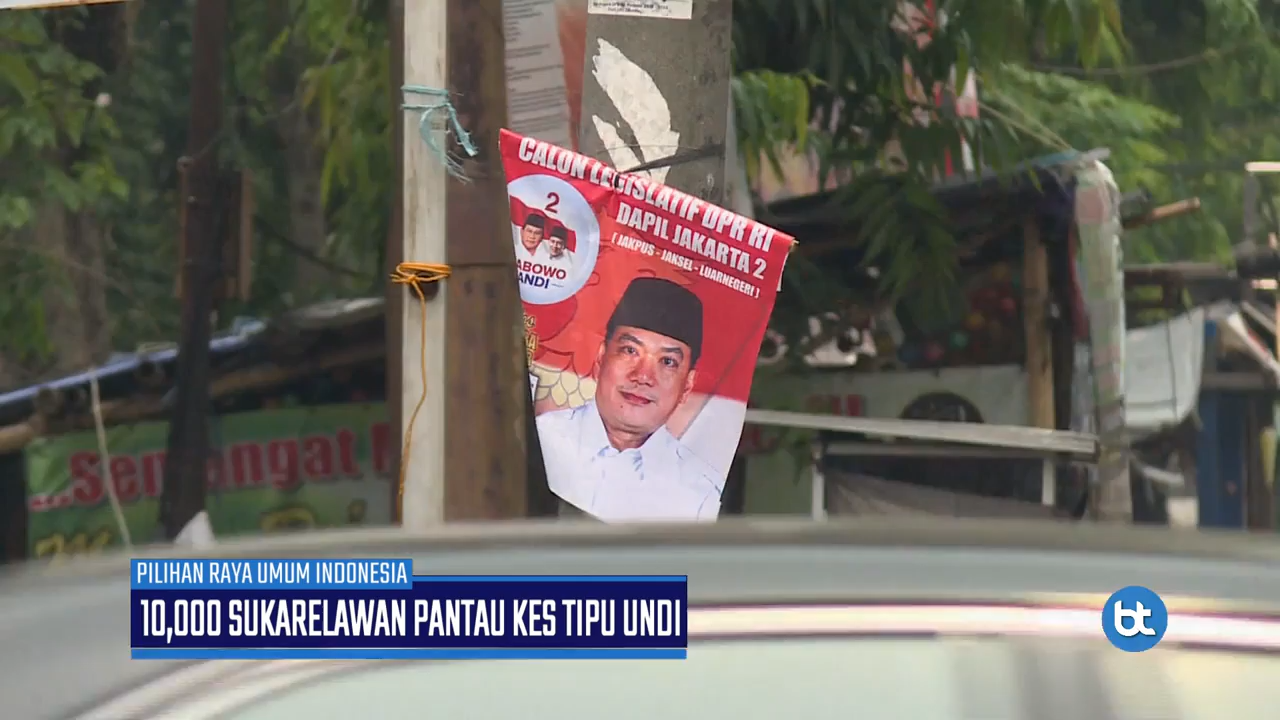 CALON LEGISLATIF DPR RI
DAPIL JAKARTA 2
[ JAKPUS - JAKSEL - LUARNEGERI ]
2
ABOWO
ANDI
...Semangat
PILIHAN RAYA UMUM INDONESIA
10,000 SUKARELAWAN PANTAU KES TIPU UNDI
bt